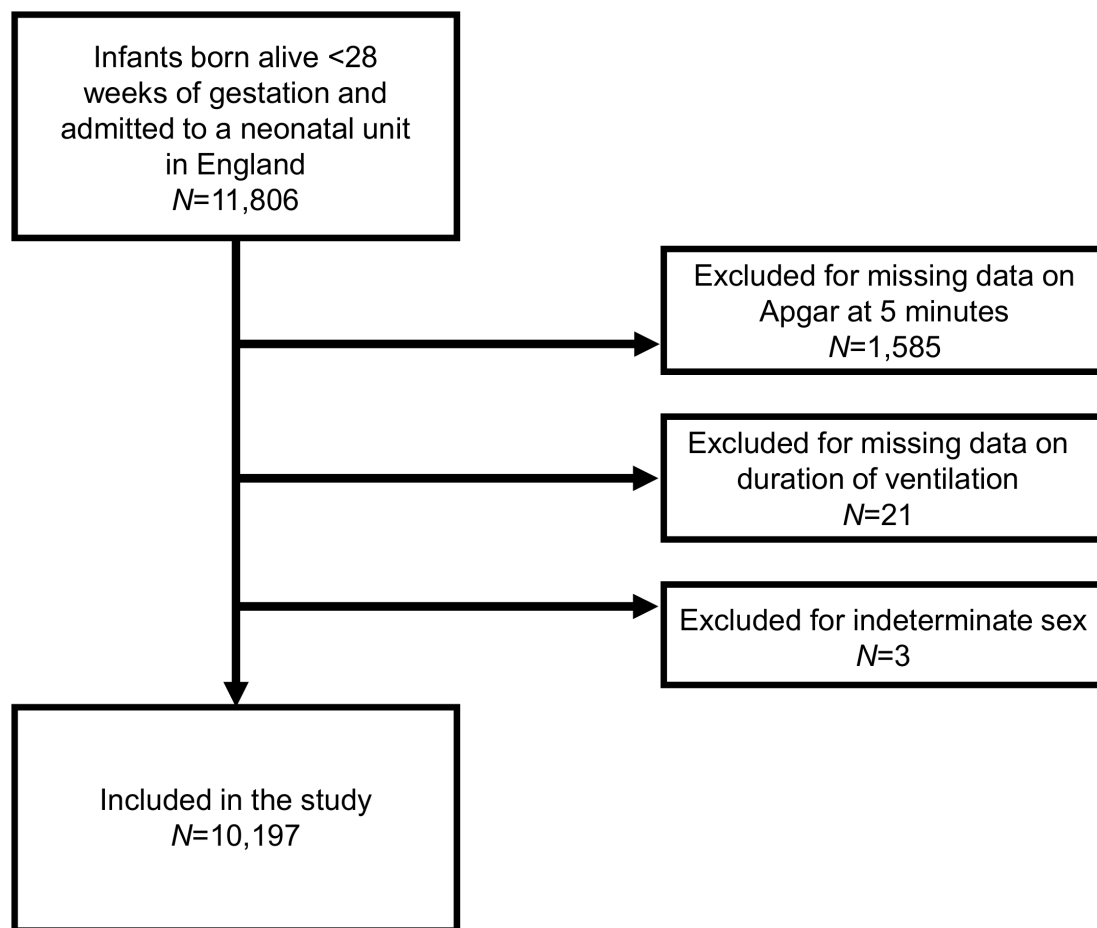 Infants born alive <28
weeks of gestation and
admitted to a neonatal unit
in England
N=11,806
Excluded for missing data on
Apgar at 5 minutes
N=1,585
Excluded for missing data on
duration of ventilation
N=21
Excluded for indeterminate sex
N=3
Included in the study
N=10,197